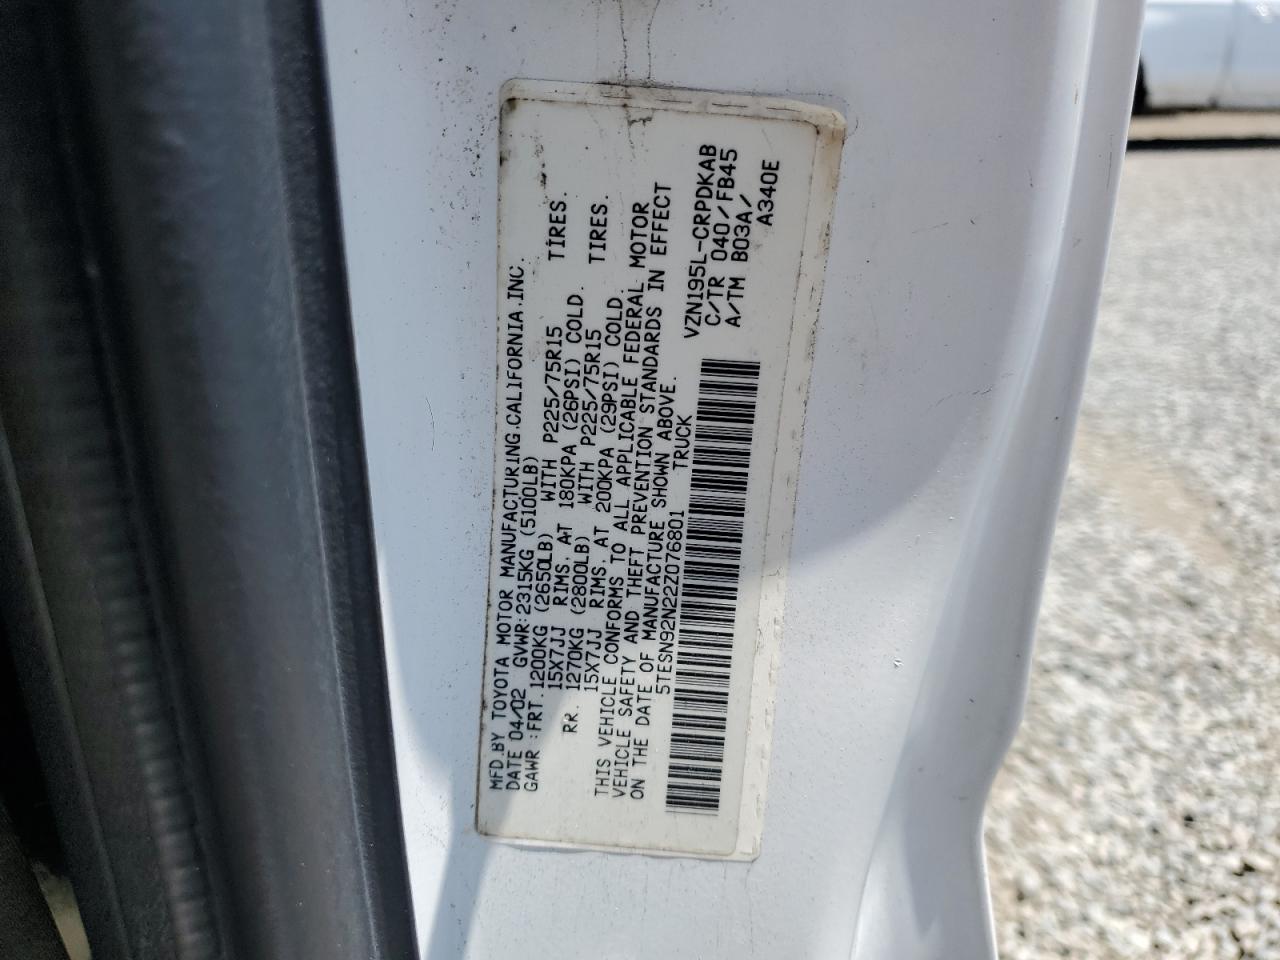 MFD.BY TOYOTA MOTOR MANUFACTURING.CALIFORNIA.INC.
DATE 04/02 GVWR:2315KG (5100LB)
GAWR :FRT.1200KG (2650LB) WITH P225/75R15 TIRES.
15X7JJ RIMS. AT 180KPA (26PSI) COLD.
RR. 1270KG (2800LB) WITH P225/75R15 TIRES.
15X7JJ RIMS. AT 200KPA (29PSI) COLD.
THIS VEHICLE CONFORMS TO ALL APPLICABLE FEDERAL MOTOR
VEHICLE SAFETY AND THEFT PREVENTION STANDARDS IN EFFECT
ON THE DATE OF MANUFACTURE SHOWN ABOVE.
5TESN92N22Z076801 TRUCK
VZN195L-CRPDKAB
C/TR 040/FB45
A/TM B03A/
A340E